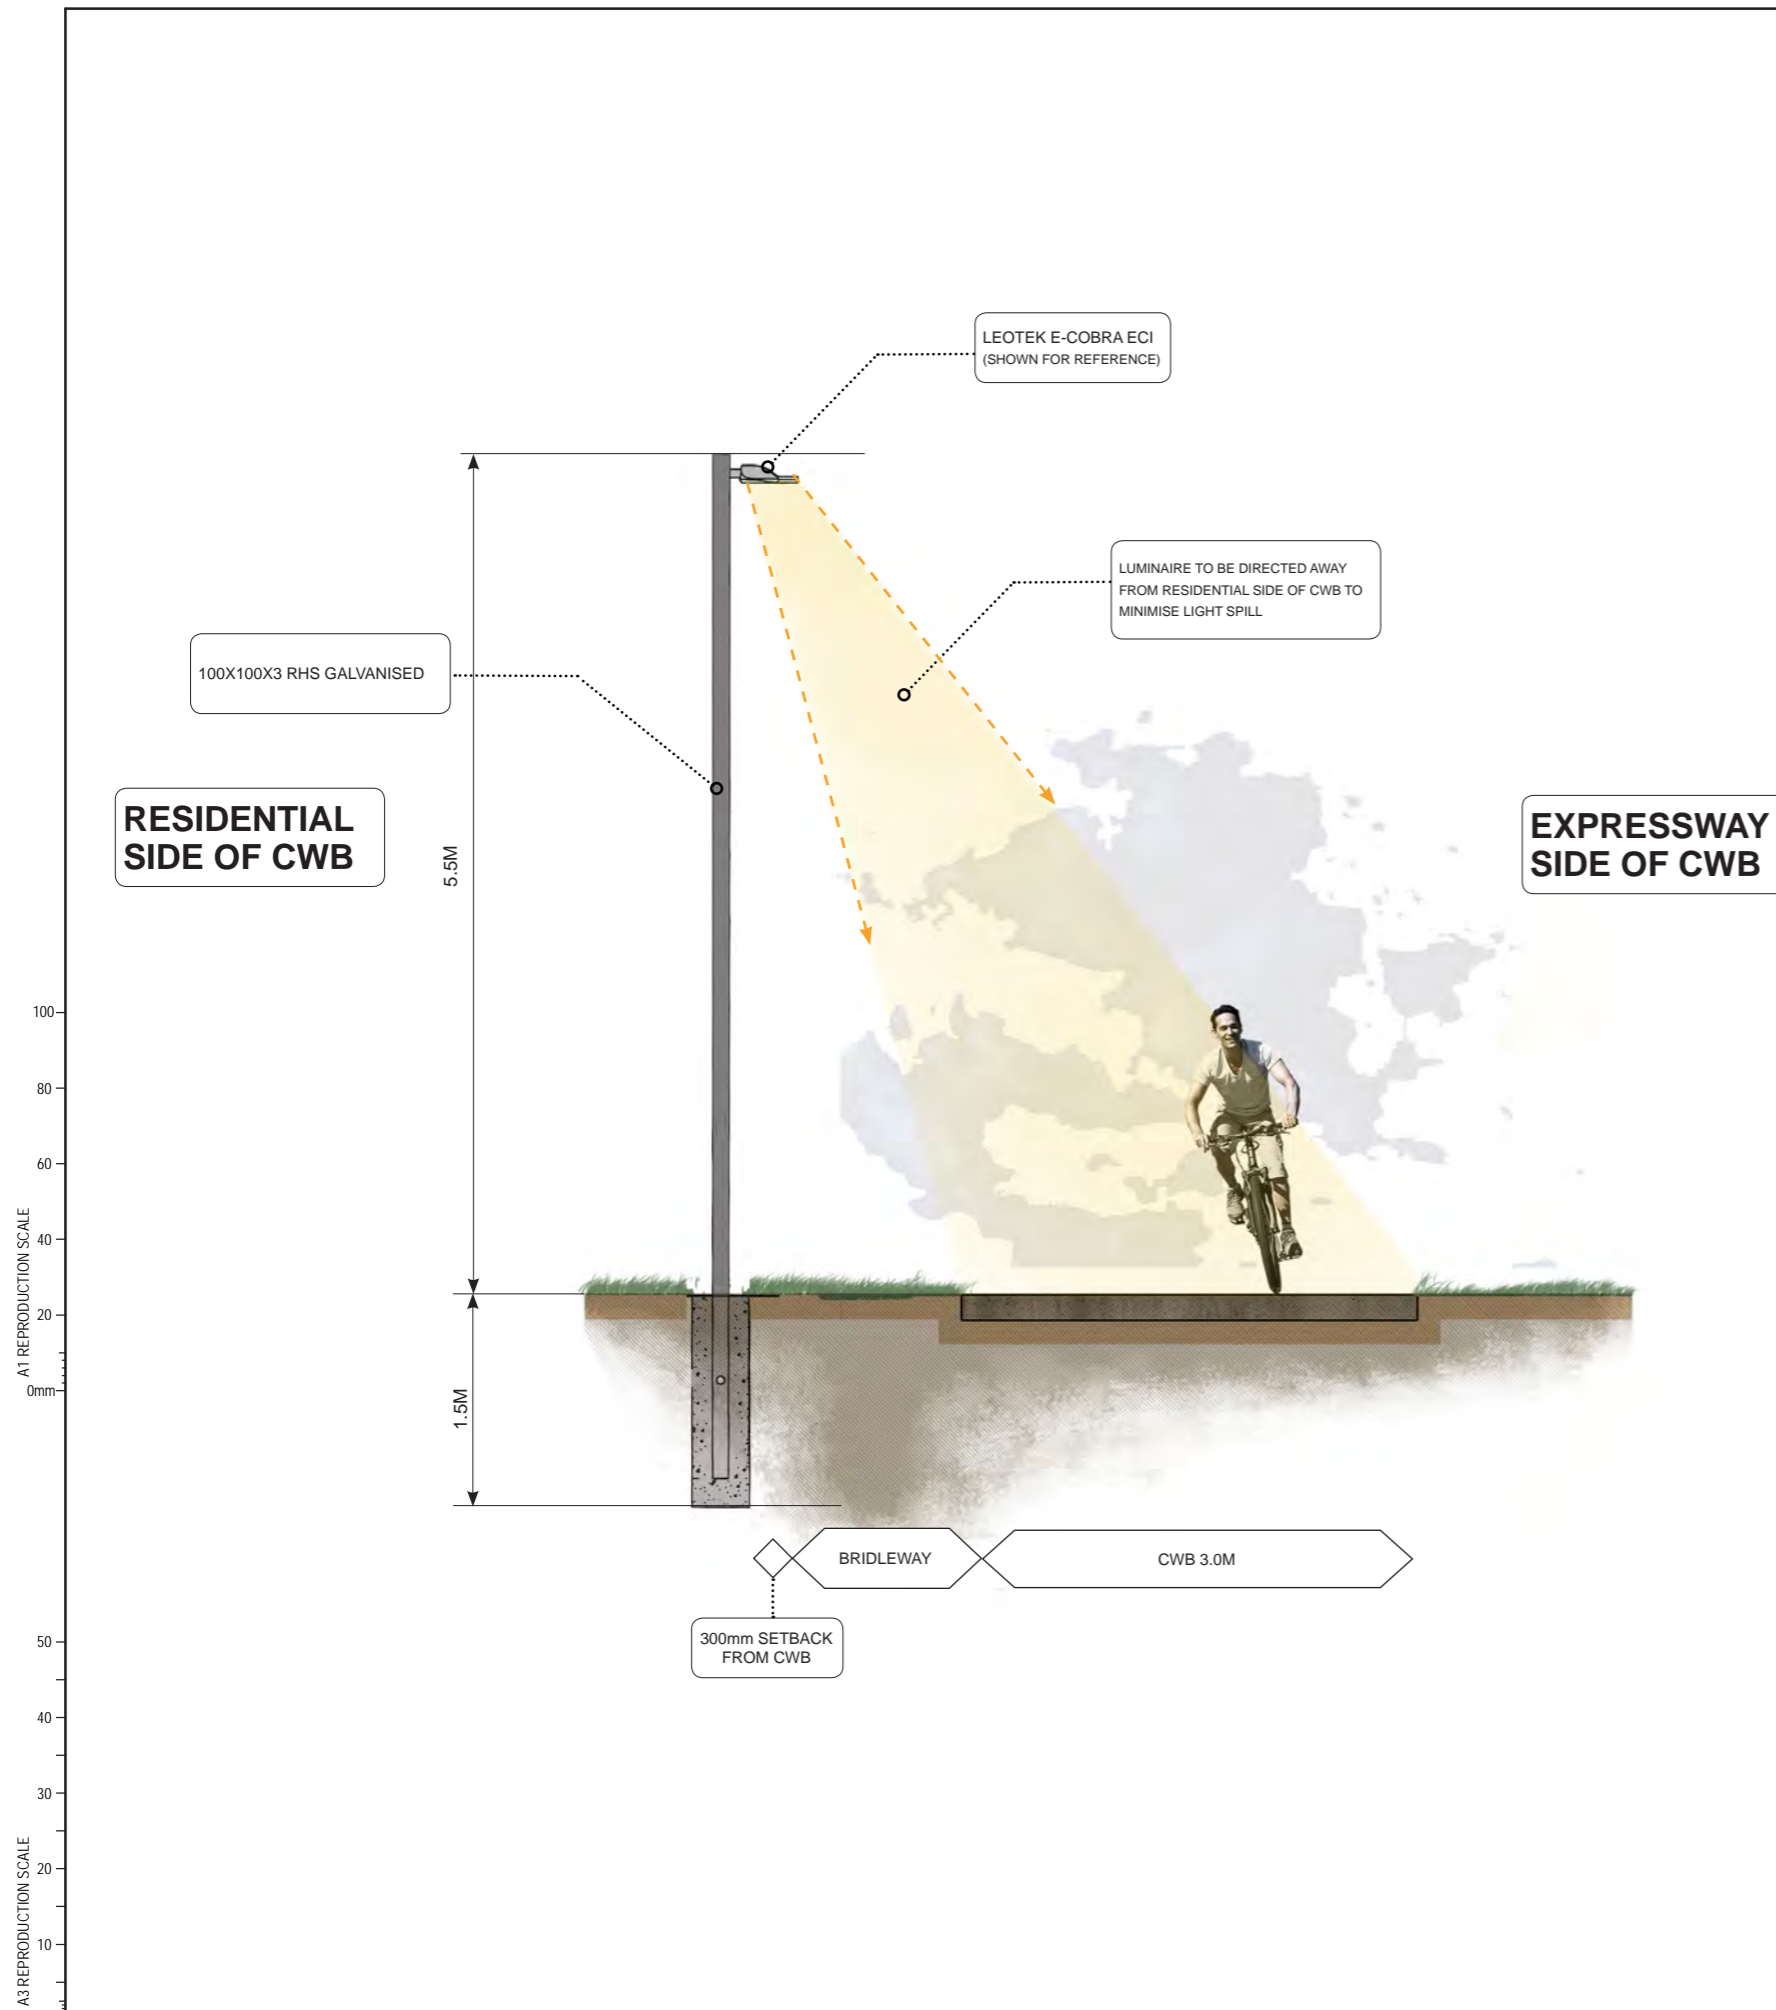 LEOTEK E-COBRA ECI
(SHOWN FOR REFERENCE)
LUMINAIRE TO BE DIRECTED AWAY
FROM RESIDENTIAL SIDE OF CWB TO
MINIMISE LIGHT SPILL
100X100X3 RHS GALVANISED
RESIDENTIAL
SIDE OF CWB
5.5M
EXPRESSWAY
SIDE OF CWB
100
80
60
40
20
0mm
A1 REPRODUCTION SCALE
1.5M
BRIDLEWAY
CWB 3.0M
300mm SETBACK
FROM CWB
50
40
30
20
10
A3 REPRODUCTION SCALE